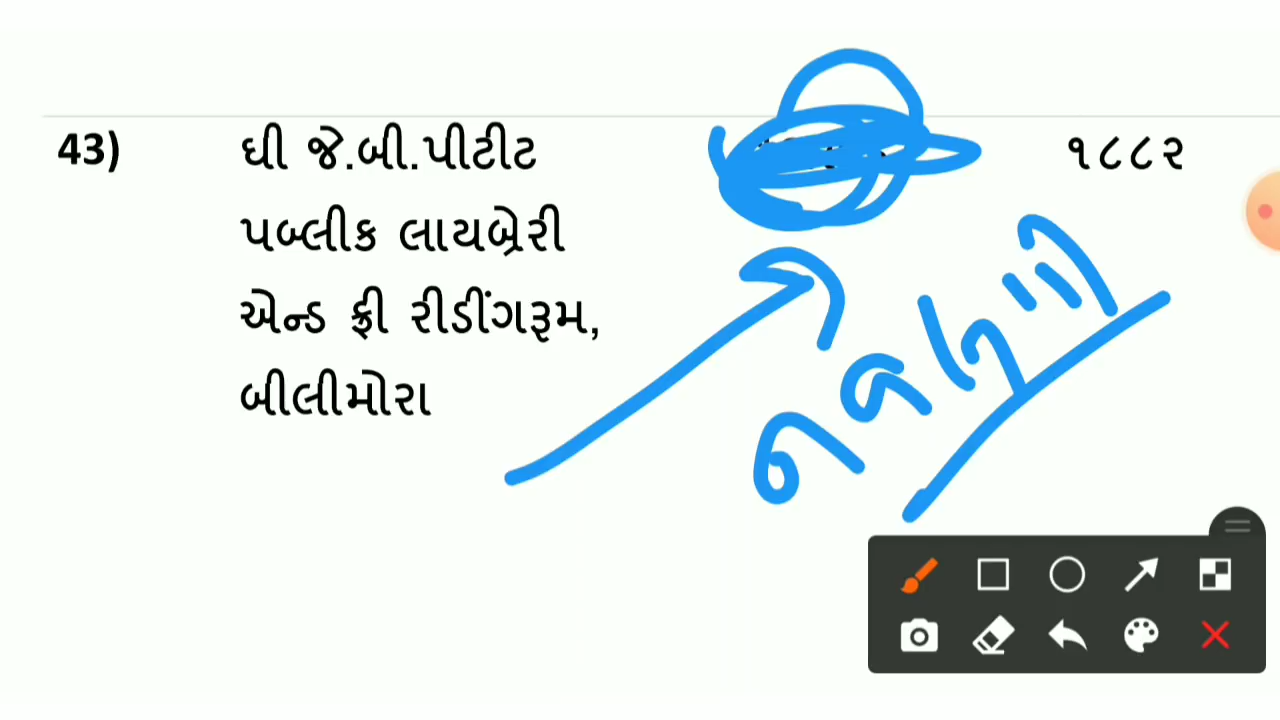 43) ઘી જે.બી.પીટીટ ૧૮૮૨
પબ્લીક લાયબ્રેરી
એન્ડ ફ્રી રીડીંગરૂમ,
બીલીમોરા
નવસારી